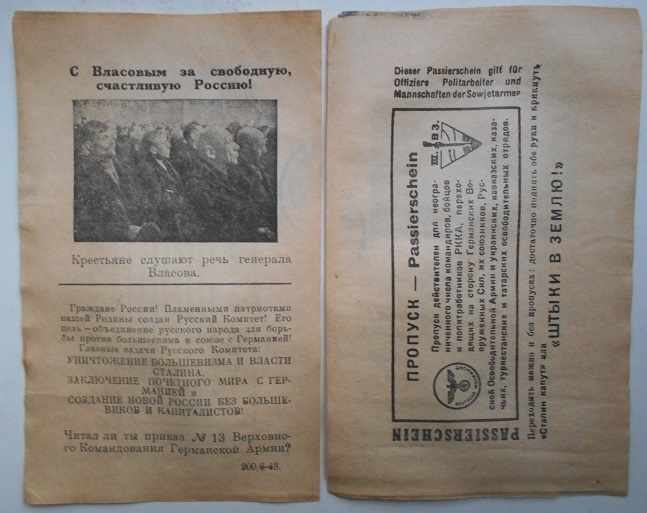 С Власовым за свободную,
счастливую Россию!
Крестьяне слушают речь генерала
Власова.
Граждане России! Пламенными патриотами
нашей Родины создан Русский Комитет! Его
цель – объединение русского народа для борь-
бы против большевизма в союзе с Германией!
Главные задачи Русского Комитета:
УНИЧТОЖЕНИЕ БОЛЬШЕВИЗМА И ВЛАСТИ
СТАЛИНА,
ЗАКЛЮЧЕНИЕ ПОЧЕТНОГО МИРА С ГЕР-
МАНИЕЙ и
СОЗДАНИЕ НОВОЙ РОССИИ БЕЗ БОЛЬШЕ-
ВИКОВ И КАПИТАЛИСТОВ!
Читал ли ты приказ № 13 Верховно-
го Командования Германской Армии?
200. 4-43.
Dieser Passierschein gilt für
Offiziere Politarbeiter und
Mannschaften der Sowjetarmee
PASSIERSCHEIN
ПРОПУСК — Passierschein
Ш. В З.
Пропуск действителен для неогра-
ниченного числа командиров, бойцов
и политработников РККА, перехо-
дящих на сторону Германских Во-
оруженных Сил, их союзников, Рус-
ской Освободительной Армии и украинских, кавказских, каза-
чьих, туркестанских и татарских освободительных отрядов.
Переходить можно и без пропуска: достаточно поднять обе руки и крикнуть
«Сталин капут» или
«ШТЫКИ В ЗЕМЛЮ!»